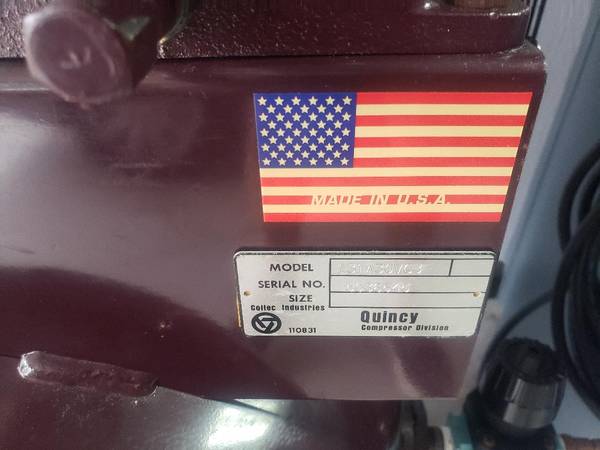 MADE IN U.S.A.
MODEL
SERIAL NO.
SIZE
Coltec Industries
110831
Quincy
Compressor Division